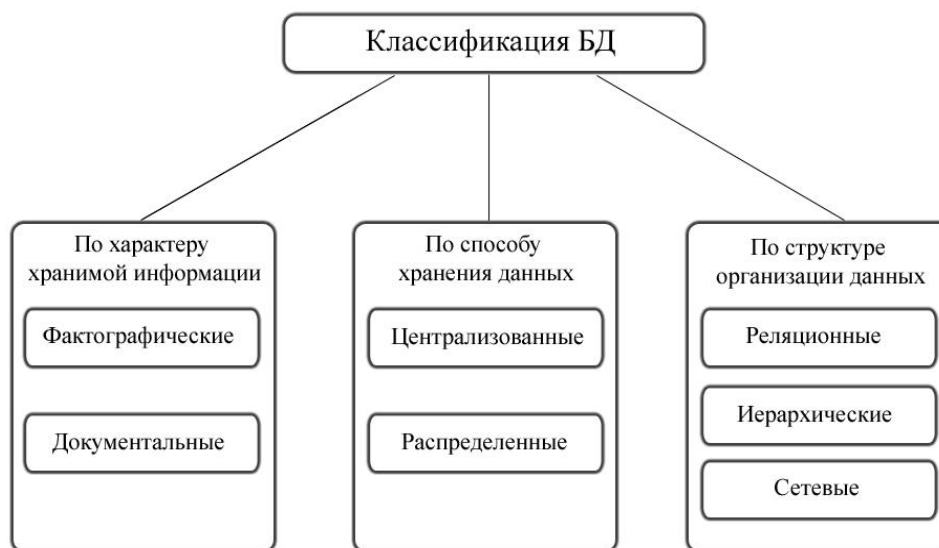 Классификация БД
По характеру
хранимой информации
Фактографические
Документальные
По способу
хранения данных
Централизованные
Распределенные
По структуре
организации данных
Реляционные
Иерархические
Сетевые